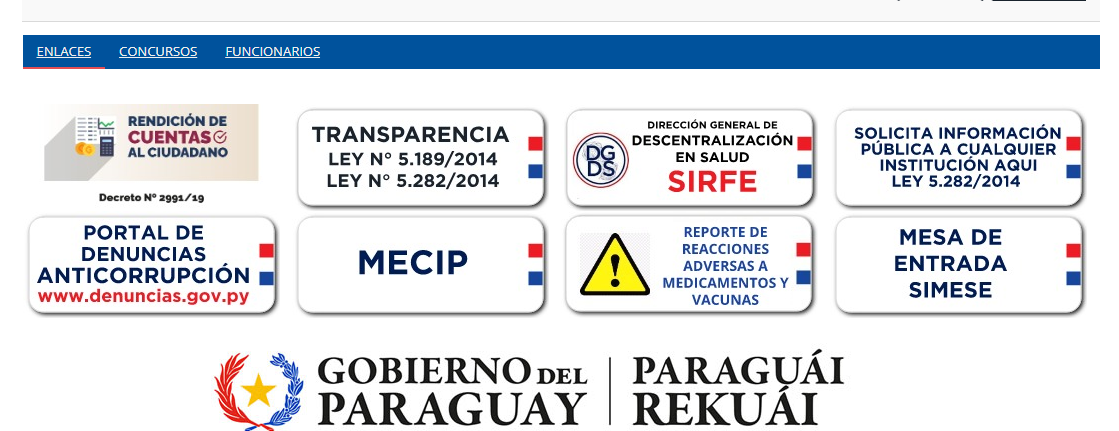 ENLACES CONCURSOS FUNCIONARIOS
RENDICIÓN DE
CUENTAS
AL CIUDADANO
Decreto Nº 2991/19
TRANSPARENCIA
LEY N° 5.189/2014
LEY N° 5.282/2014
DIRECCIÓN GENERAL DE
DESCENTRALIZACIÓN
EN SALUD
SIRFE
DG
DS
SOLICITA INFORMACIÓN
PÚBLICA A CUALQUIER
INSTITUCIÓN AQUI
LEY 5.282/2014
PORTAL DE
DENUNCIAS
ANTICORRUPCIÓN
www.denuncias.gov.py
MECIP
REPORTE DE
REACCIONES
ADVERSAS A
MEDICAMENTOS Y
VACUNAS
MESA DE
ENTRADA
SIMESE
GOBIERNO DEL
PARAGUAY
PARAGUÁI
REKUÁI